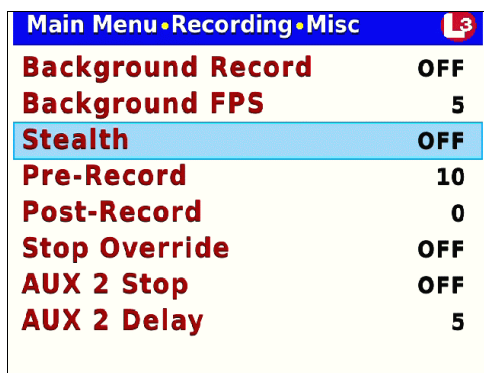 Main Menu•Recording•Misc L3
Background Record OFF
Background FPS 5
Stealth OFF
Pre-Record 10
Post-Record 0
Stop Override OFF
AUX 2 Stop OFF
AUX 2 Delay 5